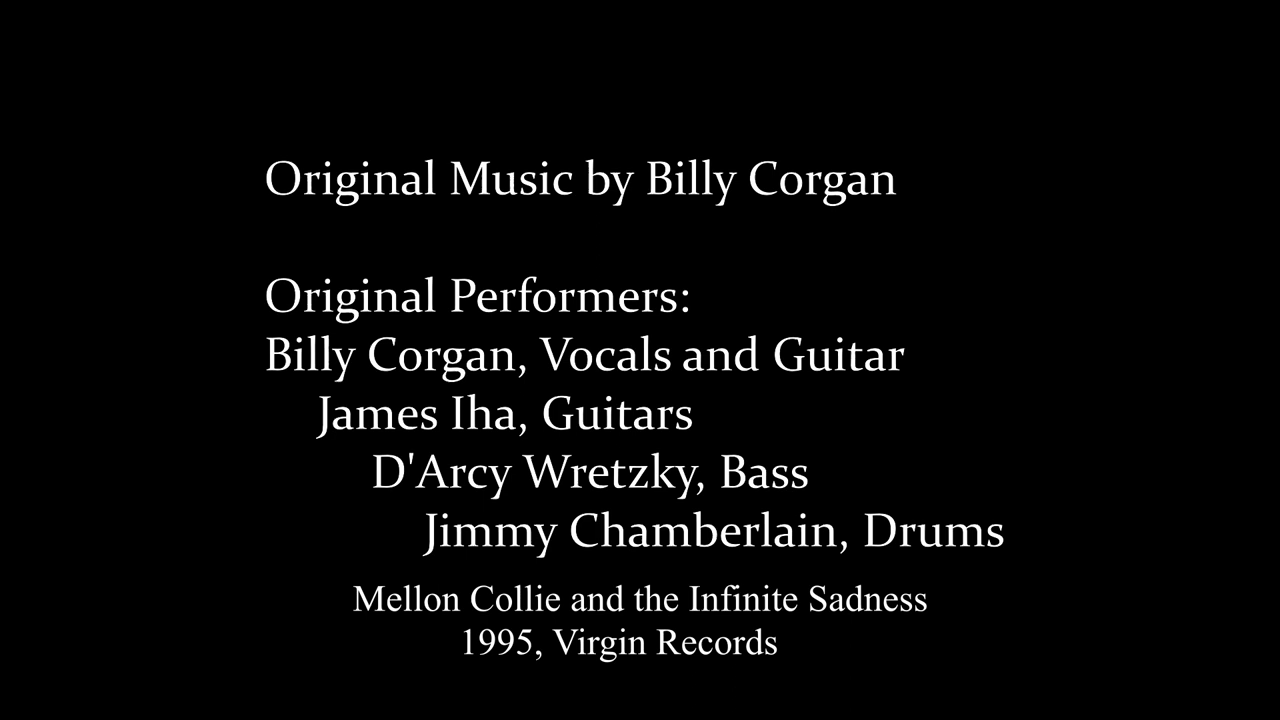 Original Music by Billy Corgan
Original Performers:
Billy Corgan, Vocals and Guitar
James Iha, Guitars
D'Arcy Wretzky, Bass
Jimmy Chamberlain, Drums
Mellon Collie and the Infinite Sadness
1995, Virgin Records